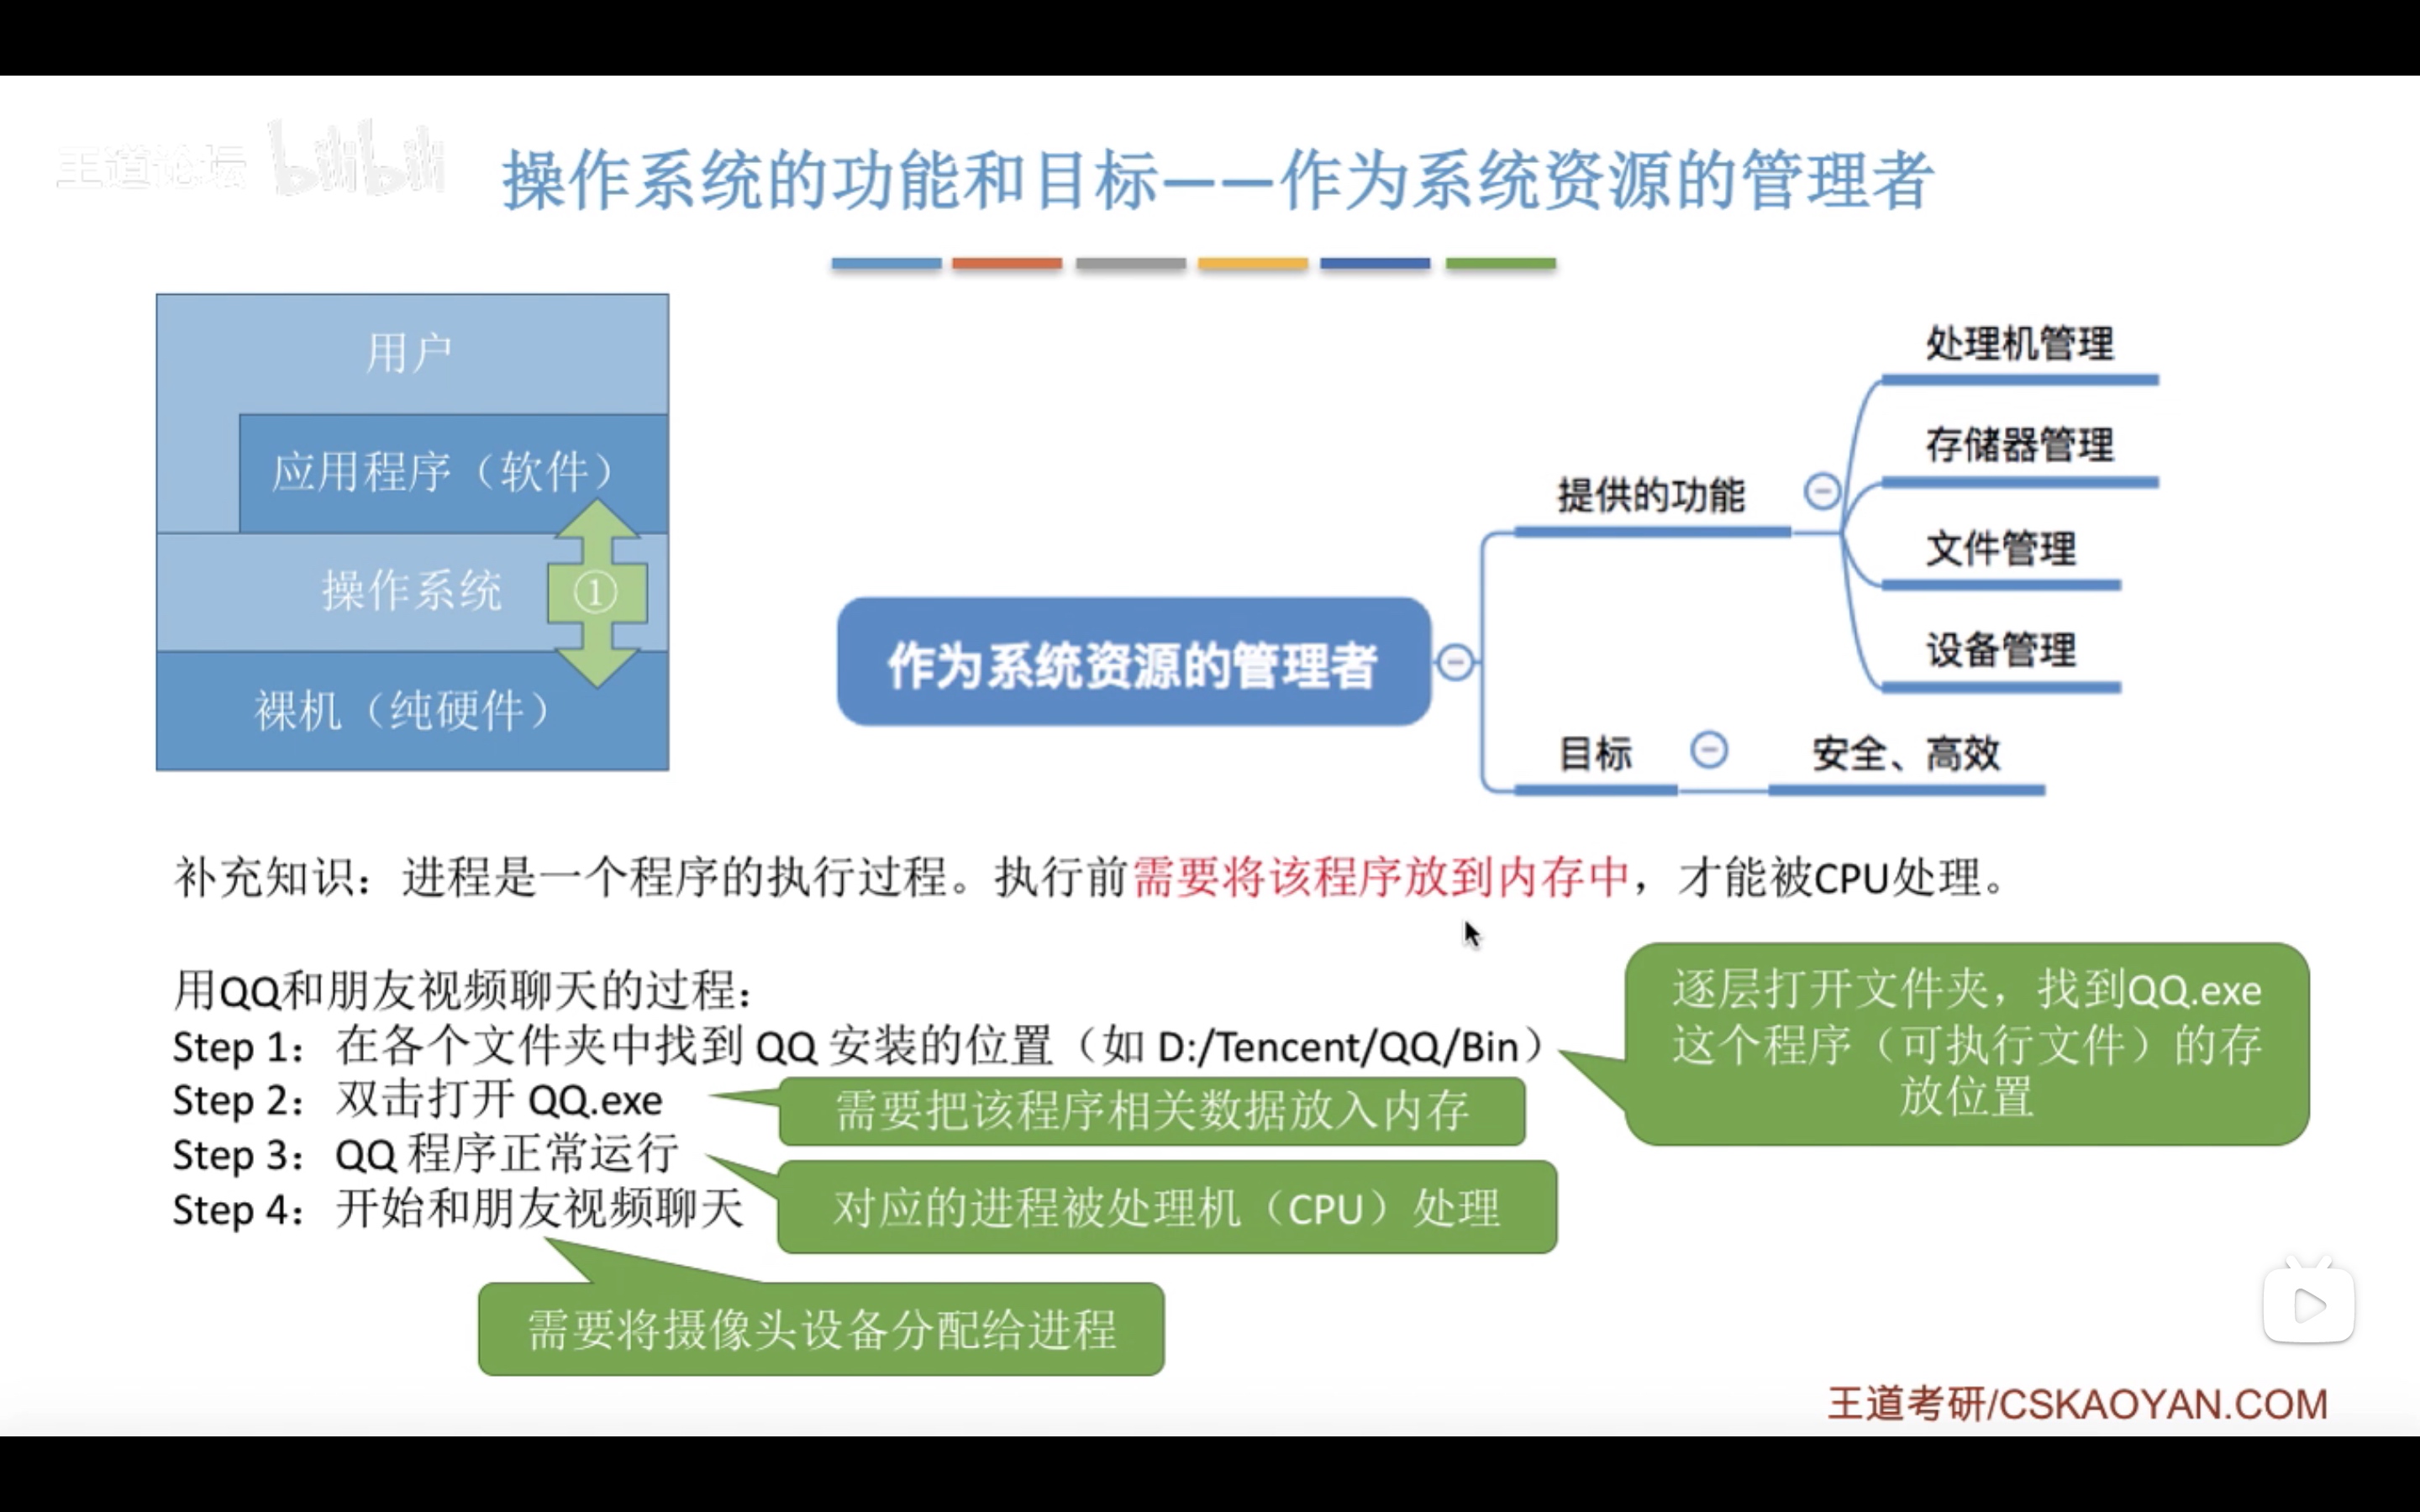 王道论坛 bilibili
操作系统的功能和目标——作为系统资源的管理者
用户
应用程序（软件）
操作系统
①
裸机（纯硬件）
作为系统资源的管理者
提供的功能
处理机管理
存储器管理
文件管理
设备管理
目标
安全、高效
补充知识：进程是一个程序的执行过程。执行前需要将该程序放到内存中，才能被CPU处理。
用QQ和朋友视频聊天的过程：
Step 1：在各个文件夹中找到 QQ 安装的位置（如 D:/Tencent/QQ/Bin）
逐层打开文件夹，找到QQ.exe
这个程序（可执行文件）的存
放位置
Step 2：双击打开 QQ.exe
需要把该程序相关数据放入内存
Step 3：QQ 程序正常运行
对应的进程被处理机（CPU）处理
Step 4：开始和朋友视频聊天
需要将摄像头设备分配给进程
王道考研/CSKAOYAN.COM